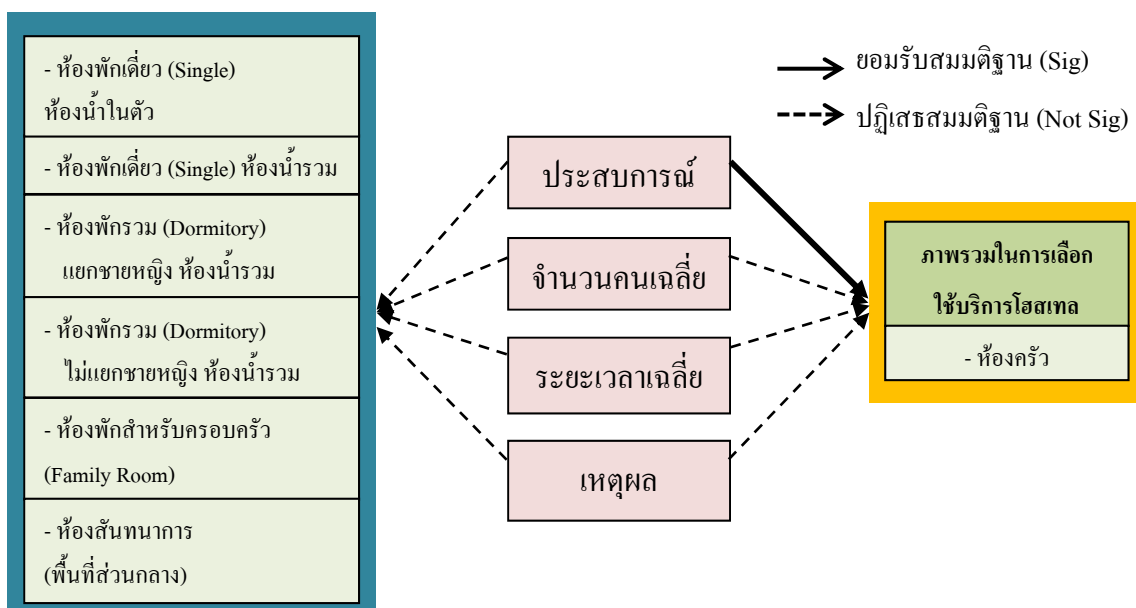 - ห้องพักเดี่ยว (Single)
ห้องน้ำในตัว
- ห้องพักเดี่ยว (Single) ห้องน้ำรวม
- ห้องพักรวม (Dormitory)
แยกชายหญิง ห้องน้ำรวม
- ห้องพักรวม (Dormitory)
ไม่แยกชายหญิง ห้องน้ำรวม
- ห้องพักสำหรับครอบครัว
(Family Room)
- ห้องสันทนาการ
(พื้นที่ส่วนกลาง)
ประสบการณ์
จำนวนคนเฉลี่ย
ระยะเวลาเฉลี่ย
เหตุผล
ยอมรับสมมติฐาน (Sig)
ปฏิเสธสมมติฐาน (Not Sig)
ภาพรวมในการเลือก
ใช้บริการโฮสเทล
- ห้องครัว